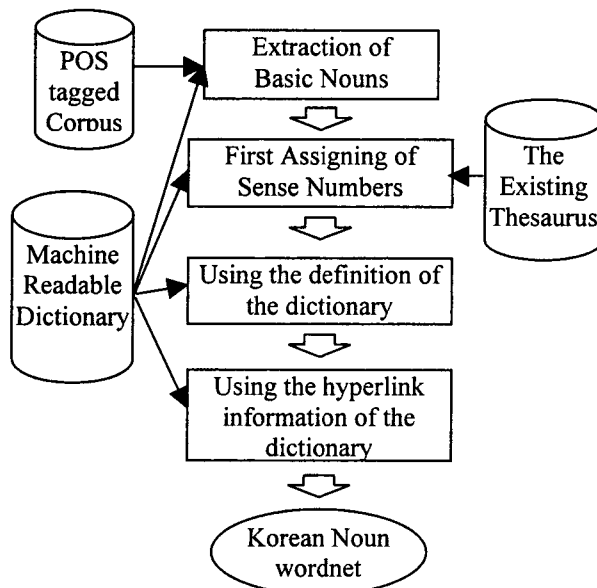 POS
tagged
Corpus
Extraction of
Basic Nouns
First Assigning of
Sense Numbers
The
Existing
Thesaurus
Machine
Readable
Dictionary
Using the definition of
the dictionary
Using the hyperlink
information of the
dictionary
Korean Noun
wordnet